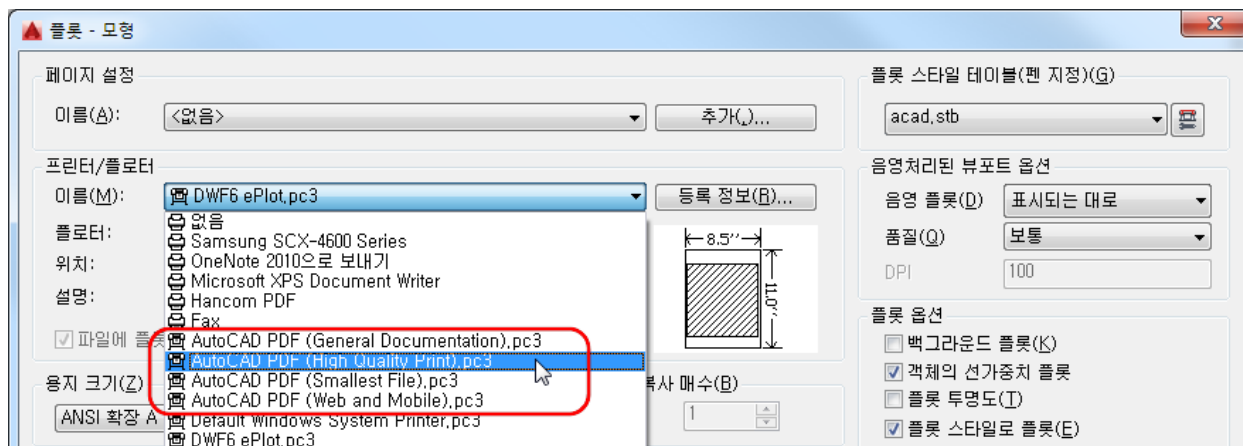 플롯 - 모형
페이지 설정
이름(A): <없음> 추가(.)...
프린터/플로터
이름(M): DWF6 ePlot.pc3 등록 정보(R)...
없음
플로터:
Samsung SCX-4600 Series
OneNote 2010으로 보내기
위치:
Microsoft XPS Document Writer
설명:
Hancom PDF
Fax
파일에 플롯
AutoCAD PDF (General Documentation).pc3
AutoCAD PDF (High Quality Print).pc3
AutoCAD PDF (Smallest File).pc3
AutoCAD PDF (Web and Mobile).pc3
Default Windows System Printer.pc3
DWF6 ePlot.pc3
8.5''
11.0''
용지 크기(Z)
ANSI 확장 A
복사 매수(B)
1
플롯 스타일 테이블(펜 지정)(G)
acad.stb
음영처리된 뷰포트 옵션
음영 플롯(D) 표시되는 대로
품질(Q) 보통
DPI 100
플롯 옵션
백그라운드 플롯(K)
객체의 선가중치 플롯
플롯 투명도(T)
플롯 스타일로 플롯(E)